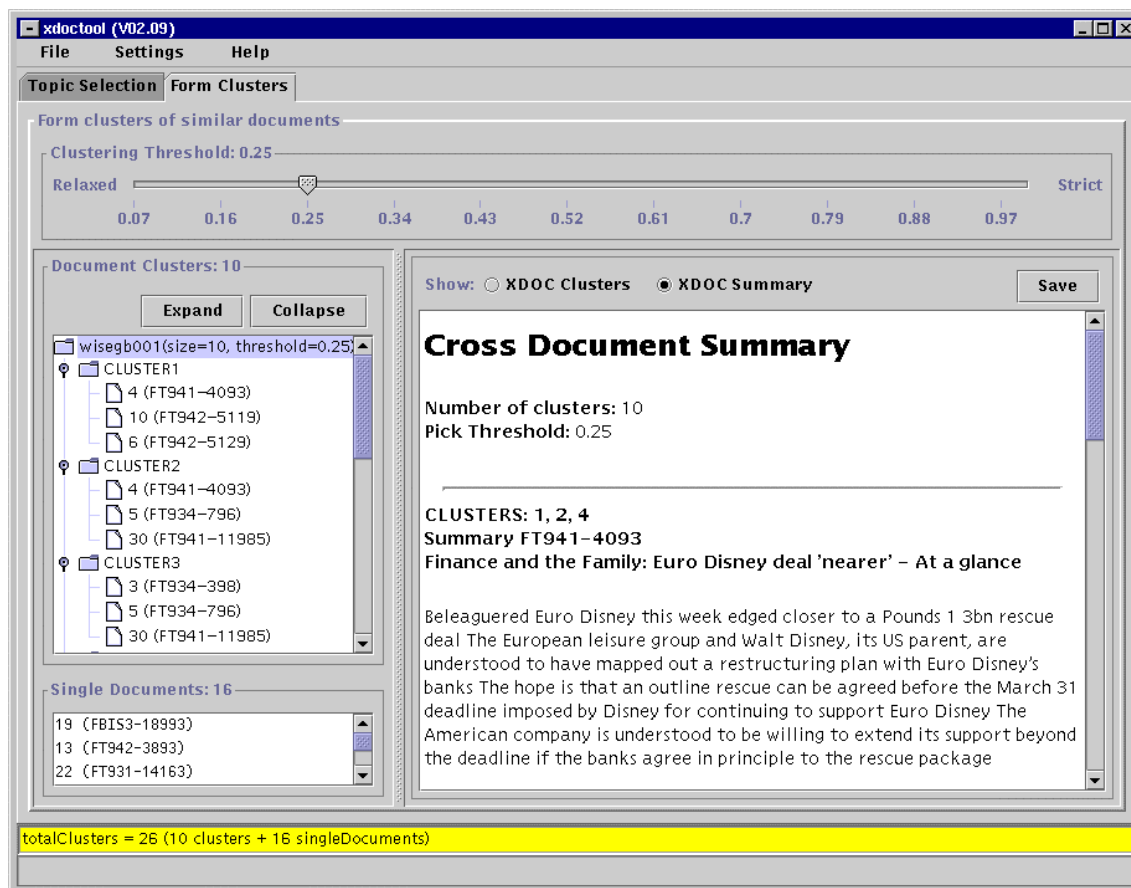 xdoctool (V02.09)
File Settings Help
Topic Selection Form Clusters
Form clusters of similar documents
Clustering Threshold: 0.25
Relaxed Strict
0.07 0.16 0.25 0.34 0.43 0.52 0.61 0.7 0.79 0.88 0.97
Document Clusters: 10
Expand Collapse
wisegb001(size=10, threshold=0.25)
CLUSTER1
4 (FT941-4093)
10 (FT942-5119)
6 (FT942-5129)
CLUSTER2
4 (FT941-4093)
5 (FT934-796)
30 (FT941-11985)
CLUSTER3
3 (FT934-398)
5 (FT934-796)
30 (FT941-11985)
Single Documents: 16
19 (FBIS3-18993)
13 (FT942-3893)
22 (FT931-14163)
Show: XDOC Clusters XDOC Summary Save
Cross Document Summary
Number of clusters: 10
Pick Threshold: 0.25
CLUSTERS: 1, 2, 4
Summary FT941-4093
Finance and the Family: Euro Disney deal 'nearer' - At a glance
Beleaguered Euro Disney this week edged closer to a Pounds 1 3bn rescue
deal The European leisure group and Walt Disney, its US parent, are
understood to have mapped out a restructuring plan with Euro Disney's
banks The hope is that an outline rescue can be agreed before the March 31
deadline imposed by Disney for continuing to support Euro Disney The
American company is understood to be willing to extend its support beyond
the deadline if the banks agree in principle to the rescue package
totalClusters = 26 (10 clusters + 16 singleDocuments)